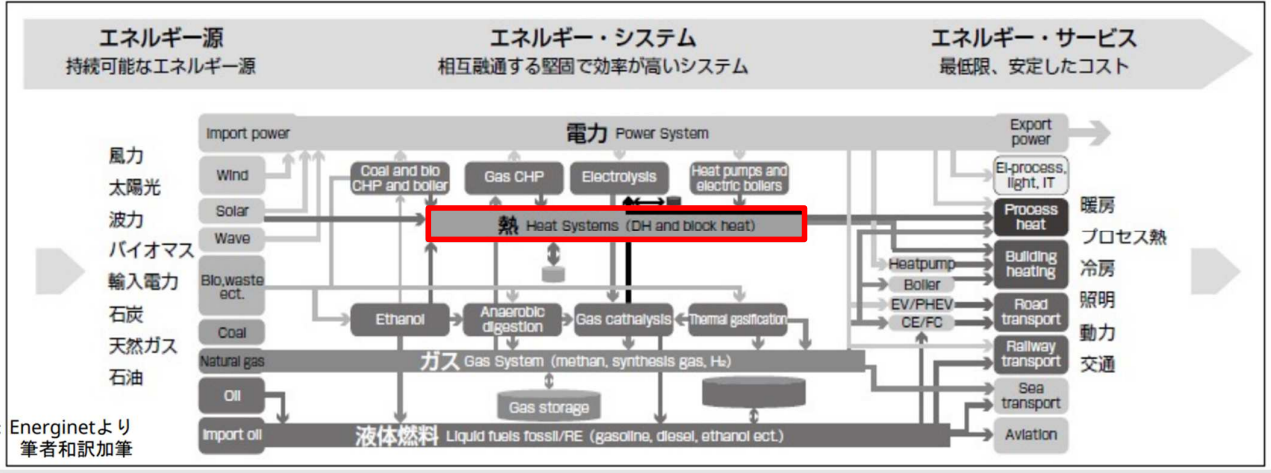 エネルギー源
持続可能なエネルギー源
エネルギー・システム
相互融通する堅固で効率が高いシステム
エネルギー・サービス
最低限、安定したコスト
風力
太陽光
波力
バイオマス
輸入電力
石炭
天然ガス
石油
Import power
Wind
Solar
Wave
Bio,waste
ect.
Coal
Natural gas
Oil
Import oil
電力 Power System
Coal and bio
CHP and boiler
Gas CHP
Electrolysis
Heat pumps and
electric boilers
熱 Heat Systems (DH and block heat)
Ethanol
Anaerobic
digestion
Gas cathalysis
Thermal gasification
ガス Gas System (methan, synthesis gas, H₂)
Gas storage
液体燃料 Liquid fuels fossil/RE (gasoline, diesel, ethanol ect.)
Heatpump
Boiler
EV/PHEV
CE/FC
Export
power
El-process,
light, IT
Process
heat
Building
heating
Road
transport
Railway
transport
Sea
transport
Aviation
暖房
プロセス熱
冷房
照明
動力
交通
: Energinetより
筆者和訳加筆